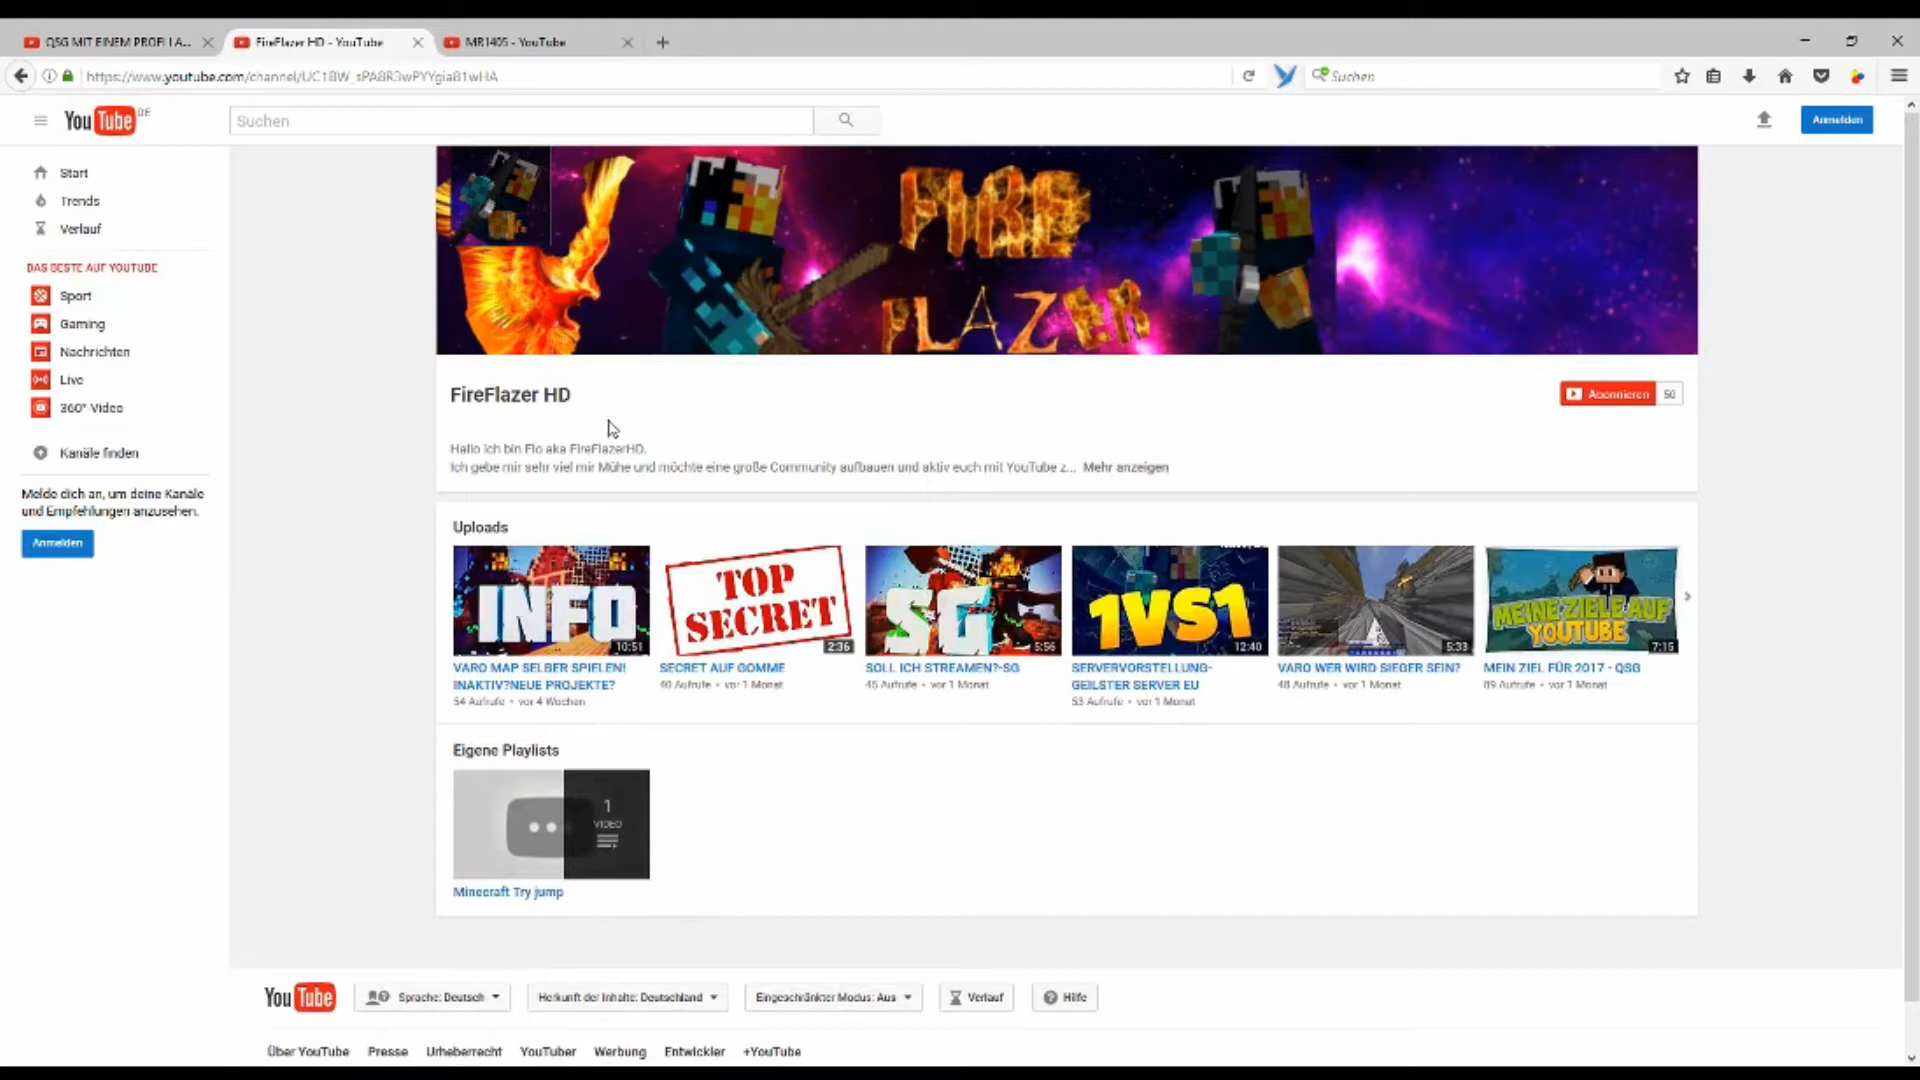 QSG MIT EINEM PROFI LA...
FireFlazer HD - YouTube
MR1405 - YouTube
https://www.youtube.com/channel/UC1BW_sPA8R3wPYYgiaB1wHA
Suchen
YouTube DE
Suchen
Anmelden
Start
Trends
Verlauf
DAS BESTE AUF YOUTUBE
Sport
Gaming
Nachrichten
Live
360° Video
Kanäle finden
Melde dich an, um deine Kanäle
und Empfehlungen anzusehen.
Anmelden
FIRE
FLAZER
FireFlazer HD
Abonnieren 50
Hallo ich bin Flo aka FireFlazerHD.
Ich gebe mir sehr viel mir Mühe und möchte eine große Community aufbauen und aktiv euch mit YouTube z... Mehr anzeigen
Uploads
INFO
10:51
VARO MAP SELBER SPIELEN!
INAKTIV?NEUE PROJEKTE?
54 Aufrufe • vor 4 Wochen
TOP
SECRET
2:36
SECRET AUF GOMME
40 Aufrufe • vor 1 Monat
SG
5:56
SOLL ICH STREAMEN?-SG
45 Aufrufe • vor 1 Monat
1VS1
12:40
SERVERVORSTELLUNG-
GEILSTER SERVER EU
53 Aufrufe • vor 1 Monat
5:33
VARO WER WIRD SIEGER SEIN?
48 Aufrufe • vor 1 Monat
MEINE ZIELE AUF
YOUTUBE
7:15
MEIN ZIEL FÜR 2017 - QSG
89 Aufrufe • vor 1 Monat
Eigene Playlists
1
VIDEO
Minecraft Try jump
YouTube
Sprache: Deutsch
Herkunft der Inhalte: Deutschland
Eingeschränkter Modus: Aus
Verlauf
Hilfe
Über YouTube Presse Urheberrecht YouTuber Werbung Entwickler +YouTube